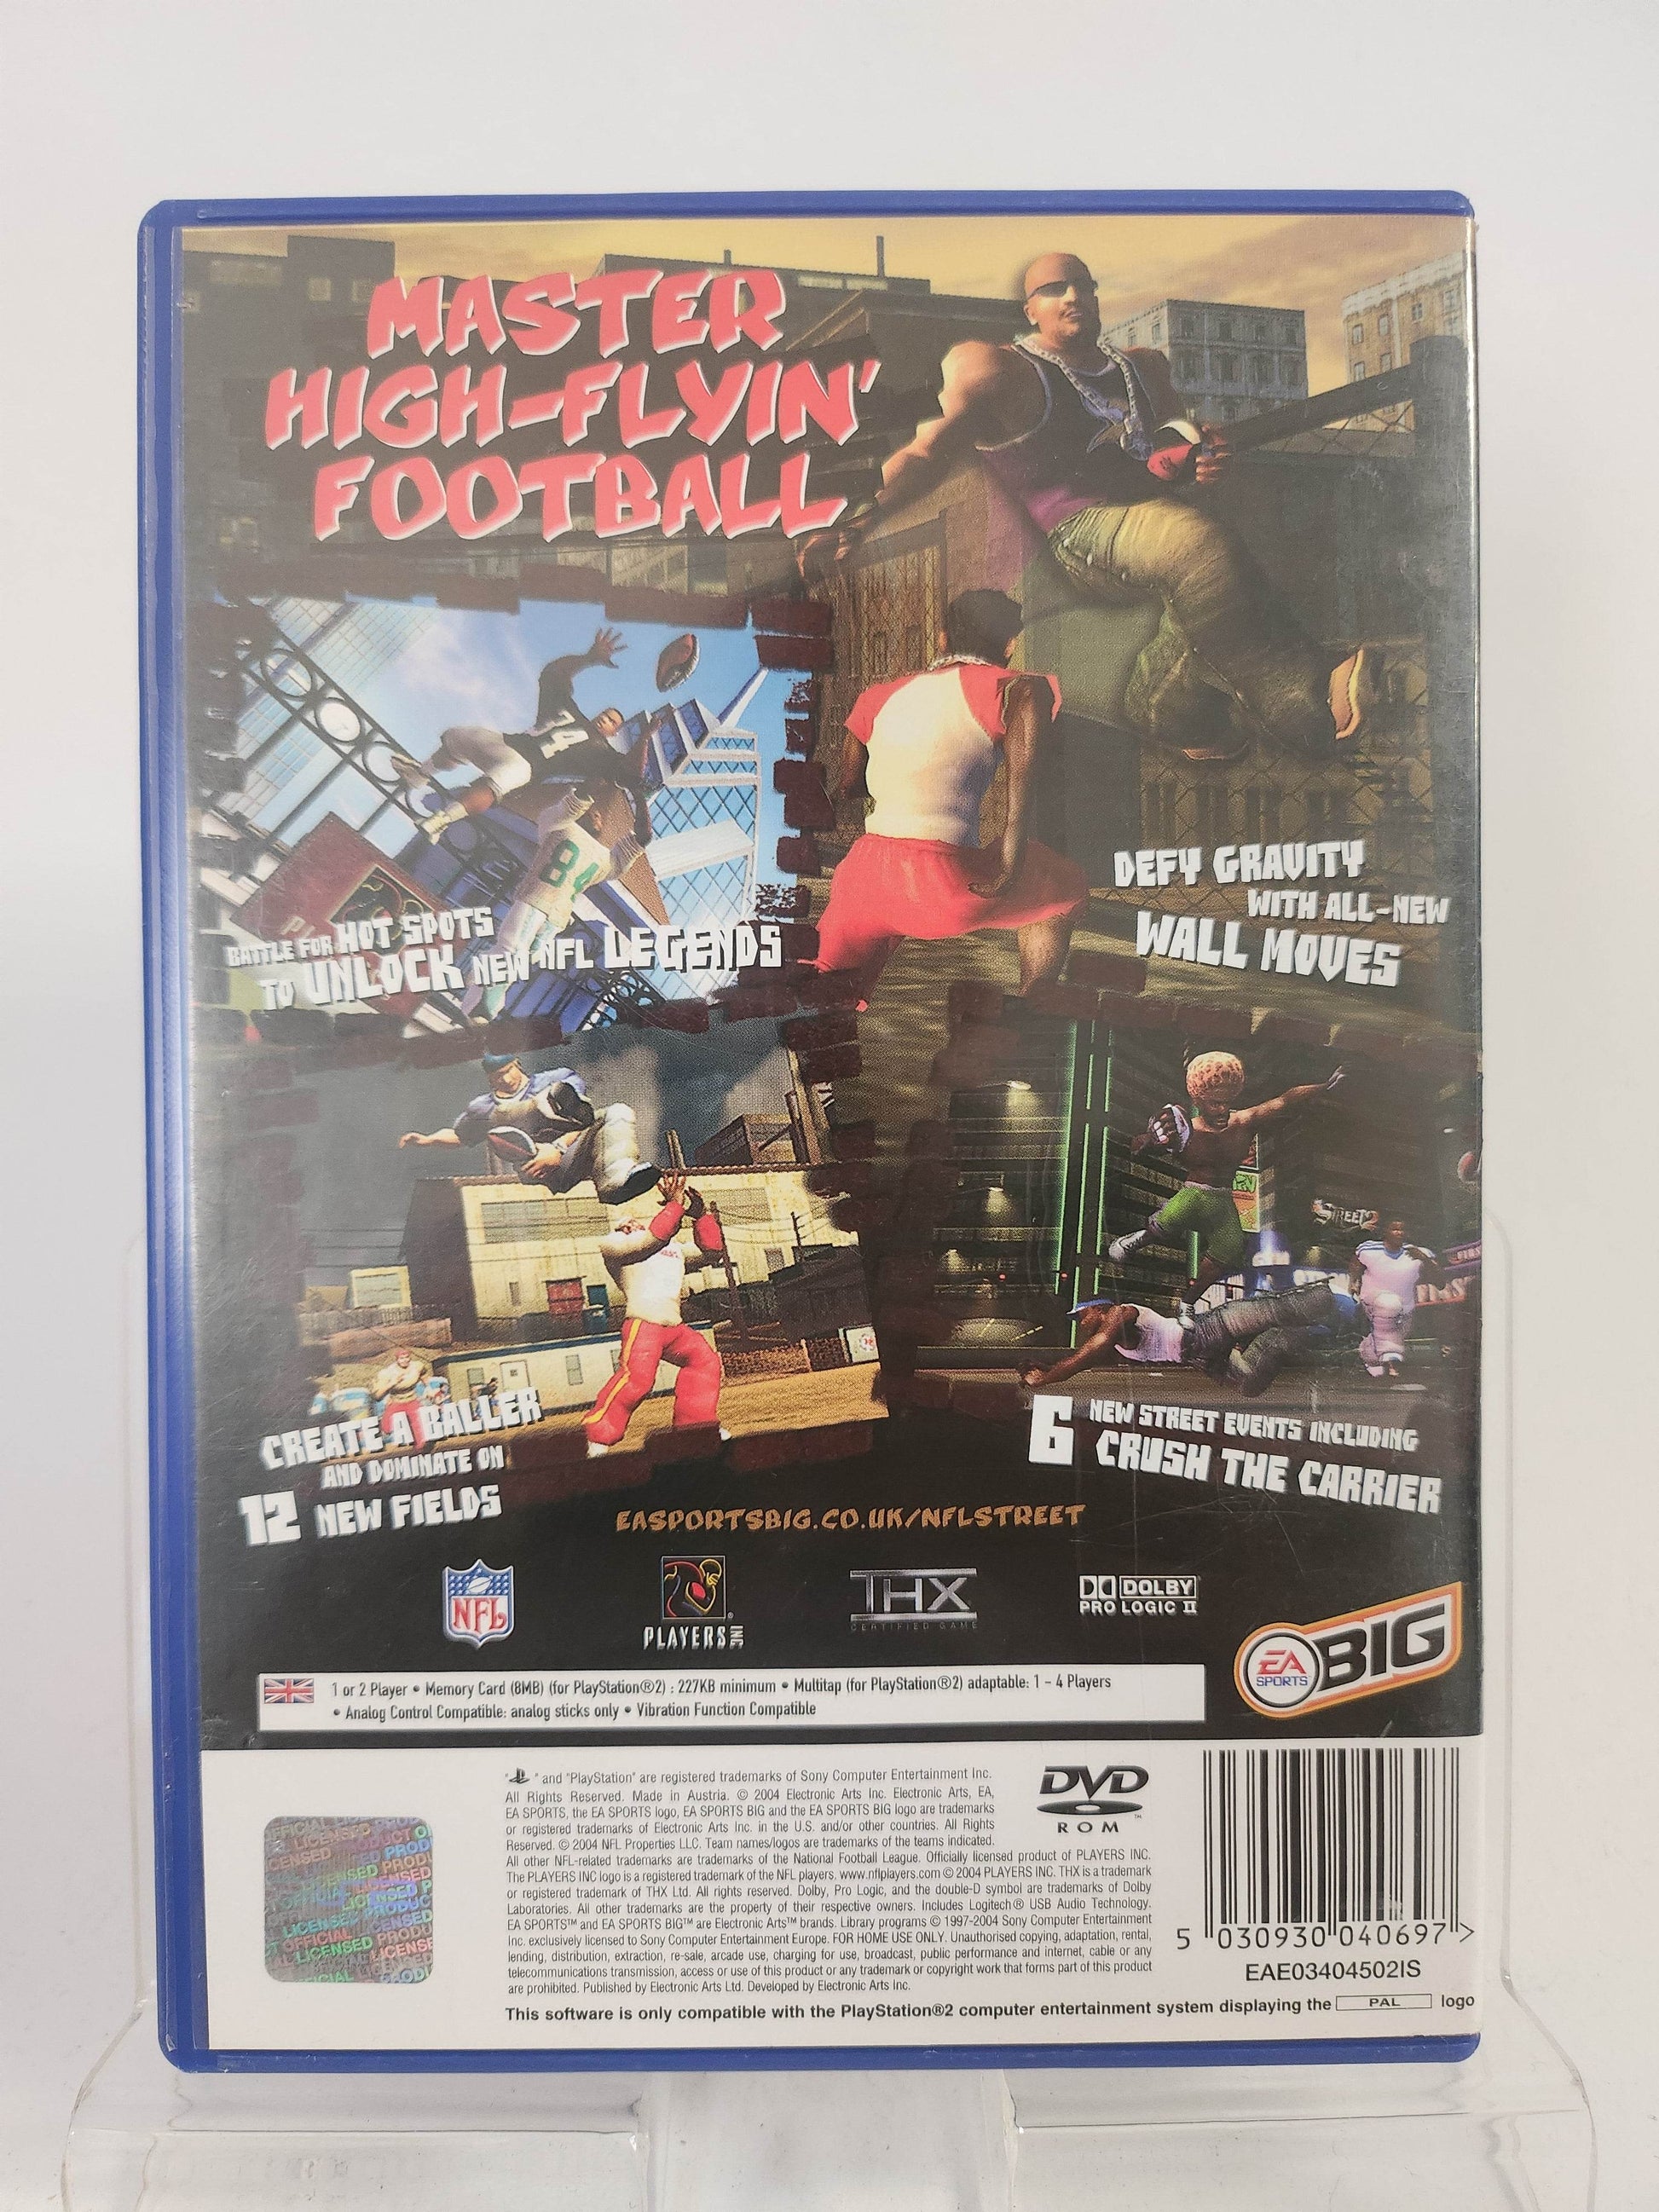 MASTER
HIGH-FLYIN'
FOOTBALL
74
84
BATTLE FOR HOT SPOTS
TO UNLOCK NEW NFL LEGENDS
DEFY GRAVITY
WITH ALL-NEW
WALL MOVES
STREET2
CREATE A BALLER
AND DOMINATE ON
12 NEW FIELDS
6 NEW STREET EVENTS INCLUDING
CRUSH THE CARRIER
EASPORTSBIG.CO.UK/NFLSTREET
NFL
PLAYERS INC
THX
CERTIFIED GAME
DOLBY
PRO LOGIC II
EA SPORTS BIG
1 or 2 Player • Memory Card (8MB) (for PlayStation®2) : 227KB minimum • Multitap (for PlayStation®2) adaptable: 1 – 4 Players
• Analog Control Compatible: analog sticks only • Vibration Function Compatible
" " and "PlayStation" are registered trademarks of Sony Computer Entertainment Inc.
All Rights Reserved. Made in Austria. © 2004 Electronic Arts Inc. Electronic Arts, EA,
EA SPORTS, the EA SPORTS logo, EA SPORTS BIG and the EA SPORTS BIG logo are trademarks
or registered trademarks of Electronic Arts Inc. in the U.S. and/or other countries. All Rights
Reserved. © 2004 NFL Properties LLC. Team names/logos are trademarks of the teams indicated.
All other NFL-related trademarks are trademarks of the National Football League. Officially licensed product of PLAYERS INC.
The PLAYERS INC logo is a registered trademark of the NFL players. www.nflplayers.com © 2004 PLAYERS INC. THX is a trademark
or registered trademark of THX Ltd. All rights reserved. Dolby, Pro Logic, and the double-D symbol are trademarks of Dolby
Laboratories. All other trademarks are the property of their respective owners. Includes Logitech® USB Audio Technology.
EA SPORTS™ and EA SPORTS BIG™ are Electronic Arts™ brands. Library programs © 1997-2004 Sony Computer Entertainment
Inc. exclusively licensed to Sony Computer Entertainment Europe. FOR HOME USE ONLY. Unauthorised copying, adaptation, rental,
lending, distribution, extraction, re-sale, arcade use, charging for use, broadcast, public performance and internet, cable or any
telecommunications transmission, access or use of this product or any trademark or copyright work that forms part of this product
are prohibited. Published by Electronic Arts Ltd. Developed by Electronic Arts Inc.
DVD
ROM
5 030930 040697 >
EAE03404502IS
OFFICIAL LICENSED PRODUCT
This software is only compatible with the PlayStation®2 computer entertainment system displaying the PAL logo